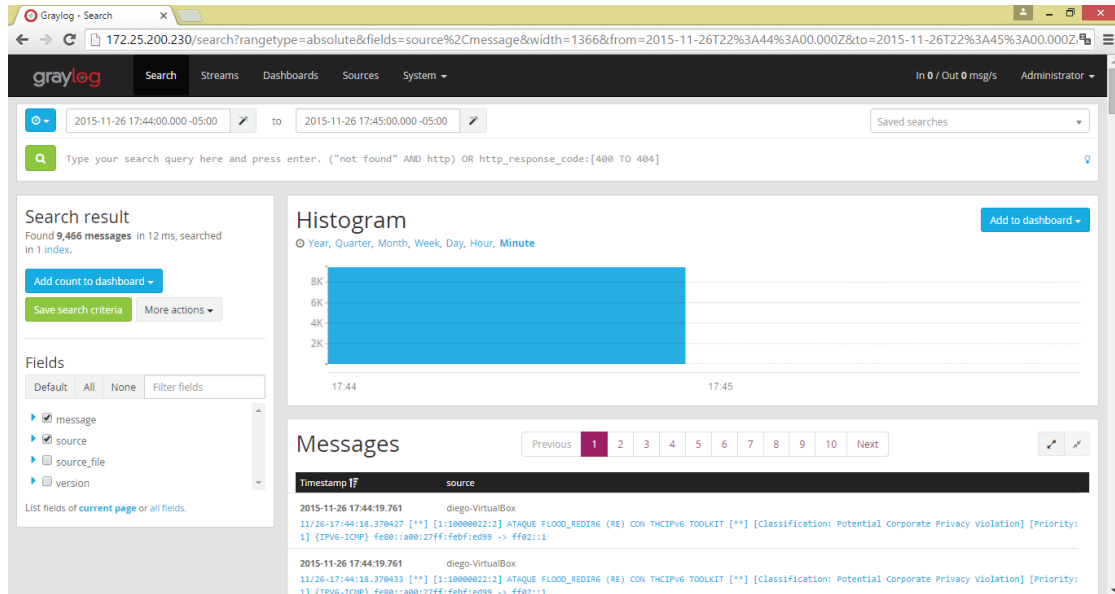 Graylog - Search
172.25.200.230/search?rangetype=absolute&fields=source%2Cmessage&width=1366&from=2015-11-26T22%3A44%3A00.000Z&to=2015-11-26T22%3A45%3A00.000Z
graylog Search Streams Dashboards Sources System In 0 / Out 0 msg/s Administrator
2015-11-26 17:44:00.000 -05:00 to 2015-11-26 17:45:00.000 -05:00 Saved searches
Type your search query here and press enter. ("not found" AND http) OR http_response_code:[400 TO 404]
Search result
Found 9,466 messages in 12 ms, searched
in 1 index.
Add count to dashboard
Save search criteria More actions
Fields
Default All None Filter fields
message
source
source_file
version
List fields of current page or all fields.
Histogram
Add to dashboard
Year, Quarter, Month, Week, Day, Hour, Minute
8K
6K
4K
2K
17:44 17:45
Messages
Previous 1 2 3 4 5 6 7 8 9 10 Next
Timestamp source
2015-11-26 17:44:19.761 diego-VirtualBox
11/26-17:44:18.370427 [**] [1:10000022:2] ATAQUE FLOOD_REDIR6 (RE) CON THCIPv6 TOOLKIT [**] [Classification: Potential Corporate Privacy Violation] [Priority:
1] {IPV6-ICMP} fe80::a00:27ff:febf:ed99 -> ff02::1
2015-11-26 17:44:19.761 diego-VirtualBox
11/26-17:44:18.370433 [**] [1:10000022:2] ATAQUE FLOOD_REDIR6 (RE) CON THCIPv6 TOOLKIT [**] [Classification: Potential Corporate Privacy Violation] [Priority:
1] {IPV6-ICMP} fe80::a00:27ff:febf:ed99 -> ff02::1